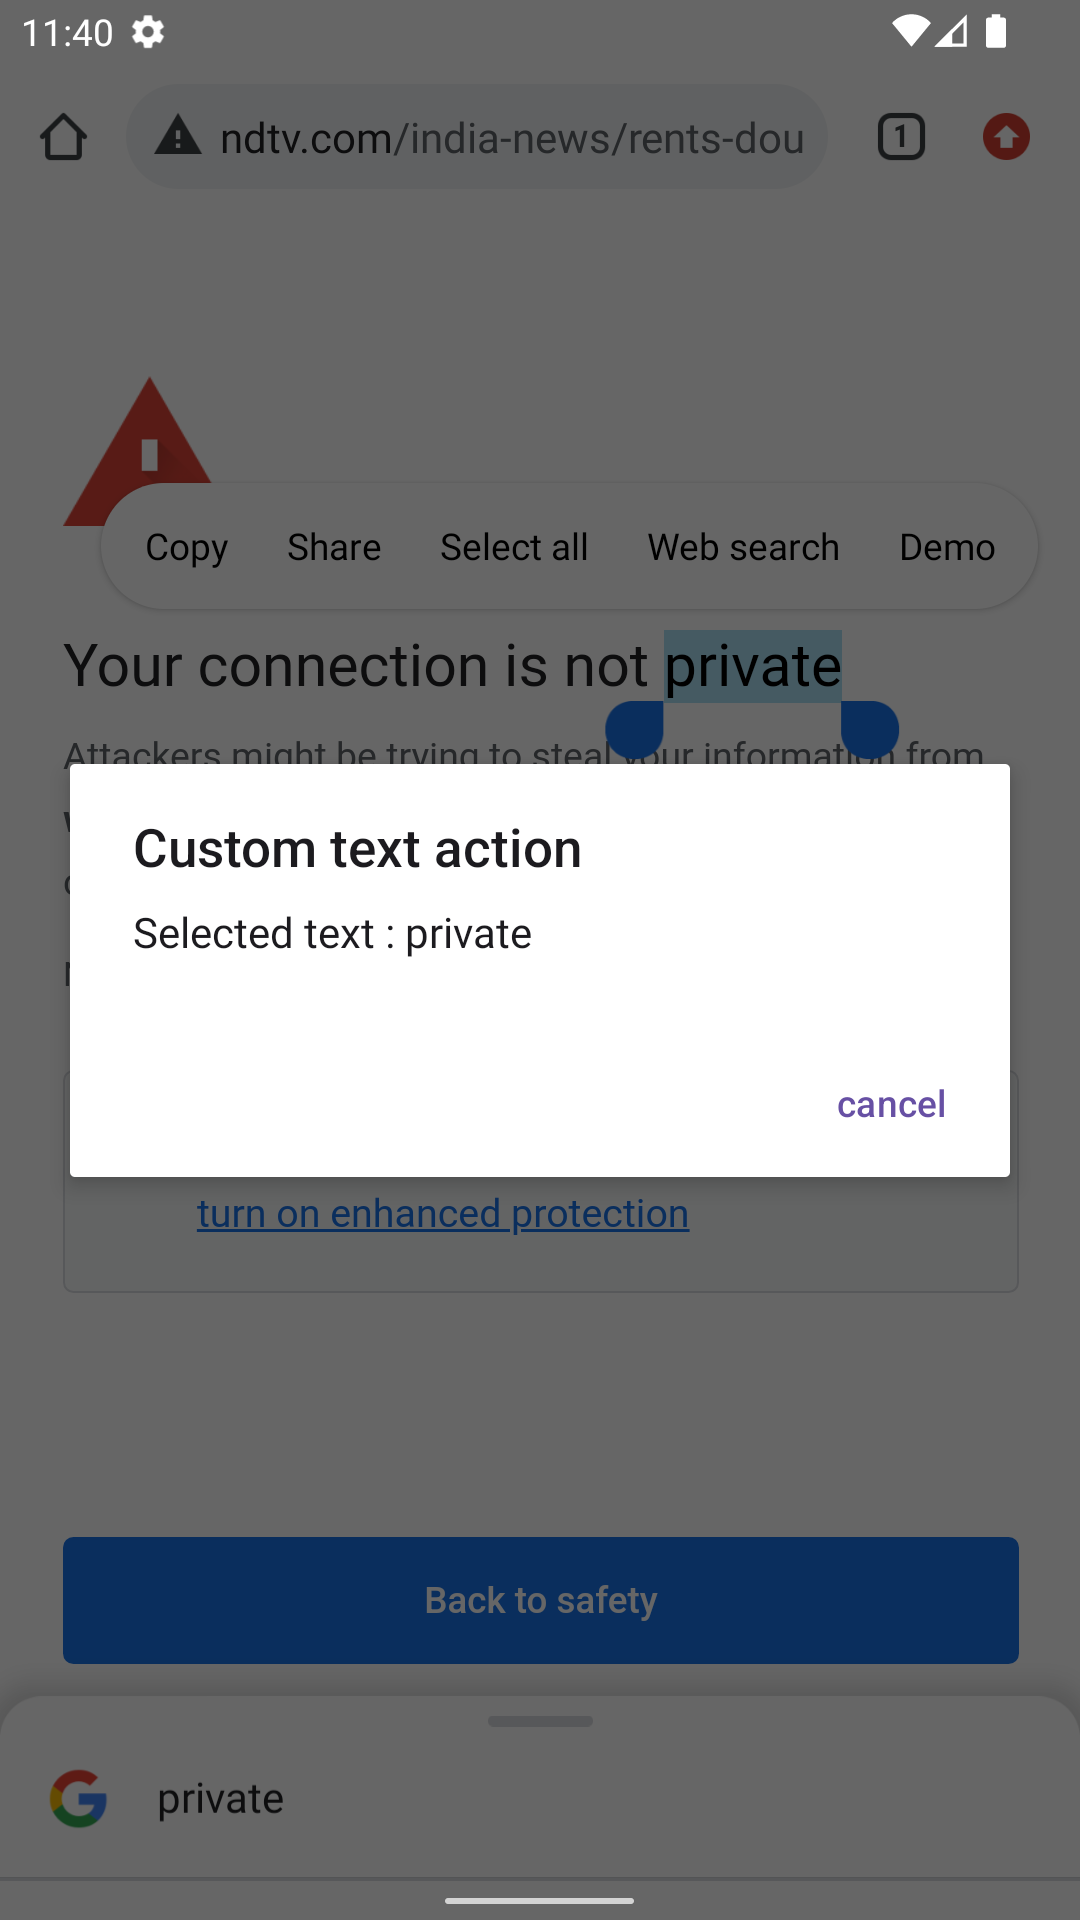 11:40
ndtv.com/india-news/rents-dou
1
Copy Share Select all Web search Demo
Your connection is not private
Attackers might be trying to steal your information from
Custom text action
Selected text : private
cancel
turn on enhanced protection
Back to safety
private